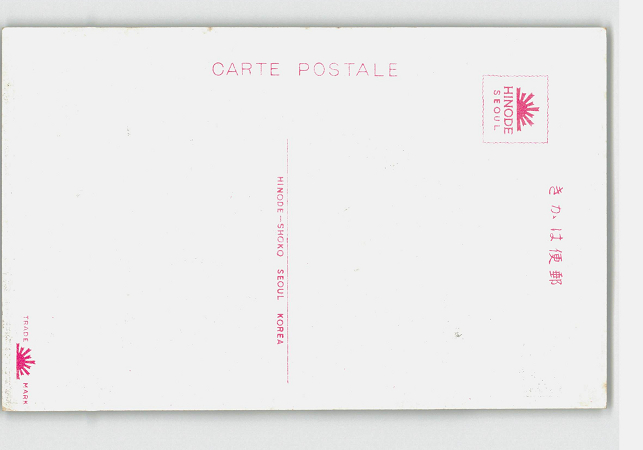 CARTE POSTALE
HINODE
SEOUL
郵便はかき
HINODE-SHOKO SEOUL KOREA
TRADE MARK